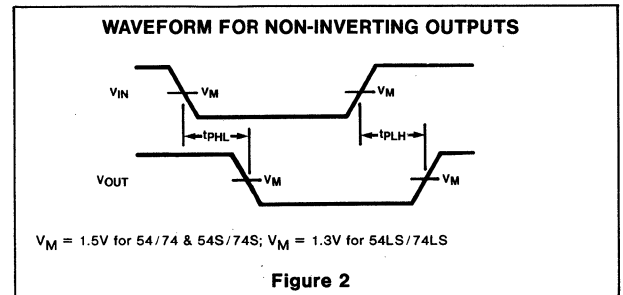 WAVEFORM FOR NON-INVERTING OUTPUTS
VIN
VM
VM
tPHL
tPLH
VOUT
VM
VM
VM = 1.5V for 54/74 & 54S/74S; VM = 1.3V for 54LS/74LS
Figure 2